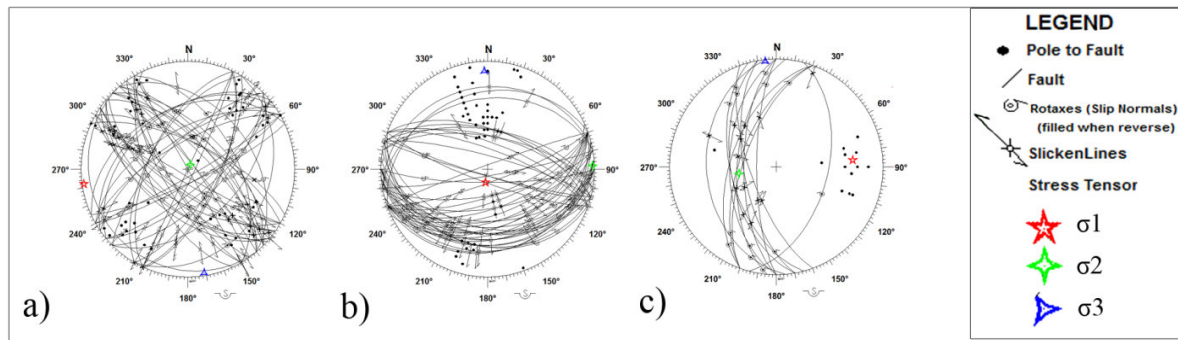 N
330°
30°
300°
60°
270°
90°
240°
120°
210°
150°
180°
S
a)
N
330°
30°
300°
60°
270°
90°
240°
120°
210°
150°
180°
S
b)
N
330°
30°
300°
60°
270°
90°
240°
120°
210°
150°
180°
S
c)
LEGEND
Pole to Fault
Fault
Rotaxes (Slip Normals)
(filled when reverse)
SlickenLines
Stress Tensor
σ1
σ2
σ3